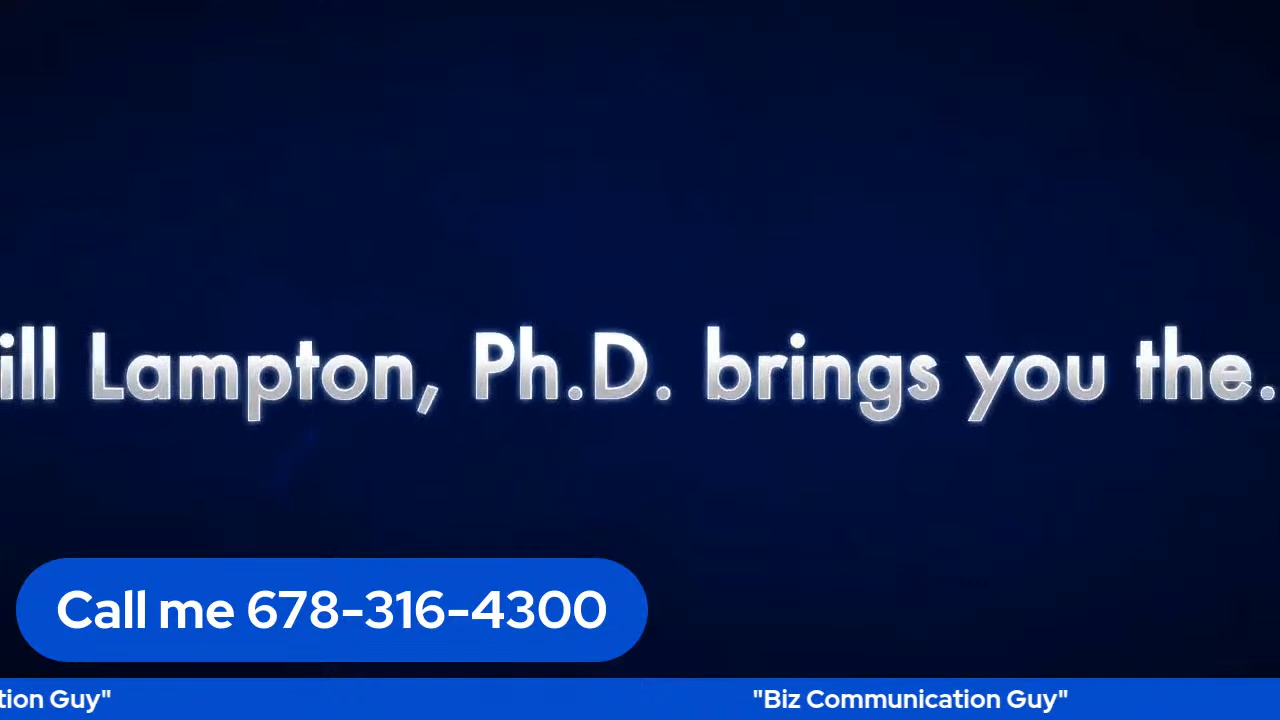 ill Lampton, Ph.D. brings you the.
Call me 678-316-4300
tion Guy" "Biz Communication Guy"